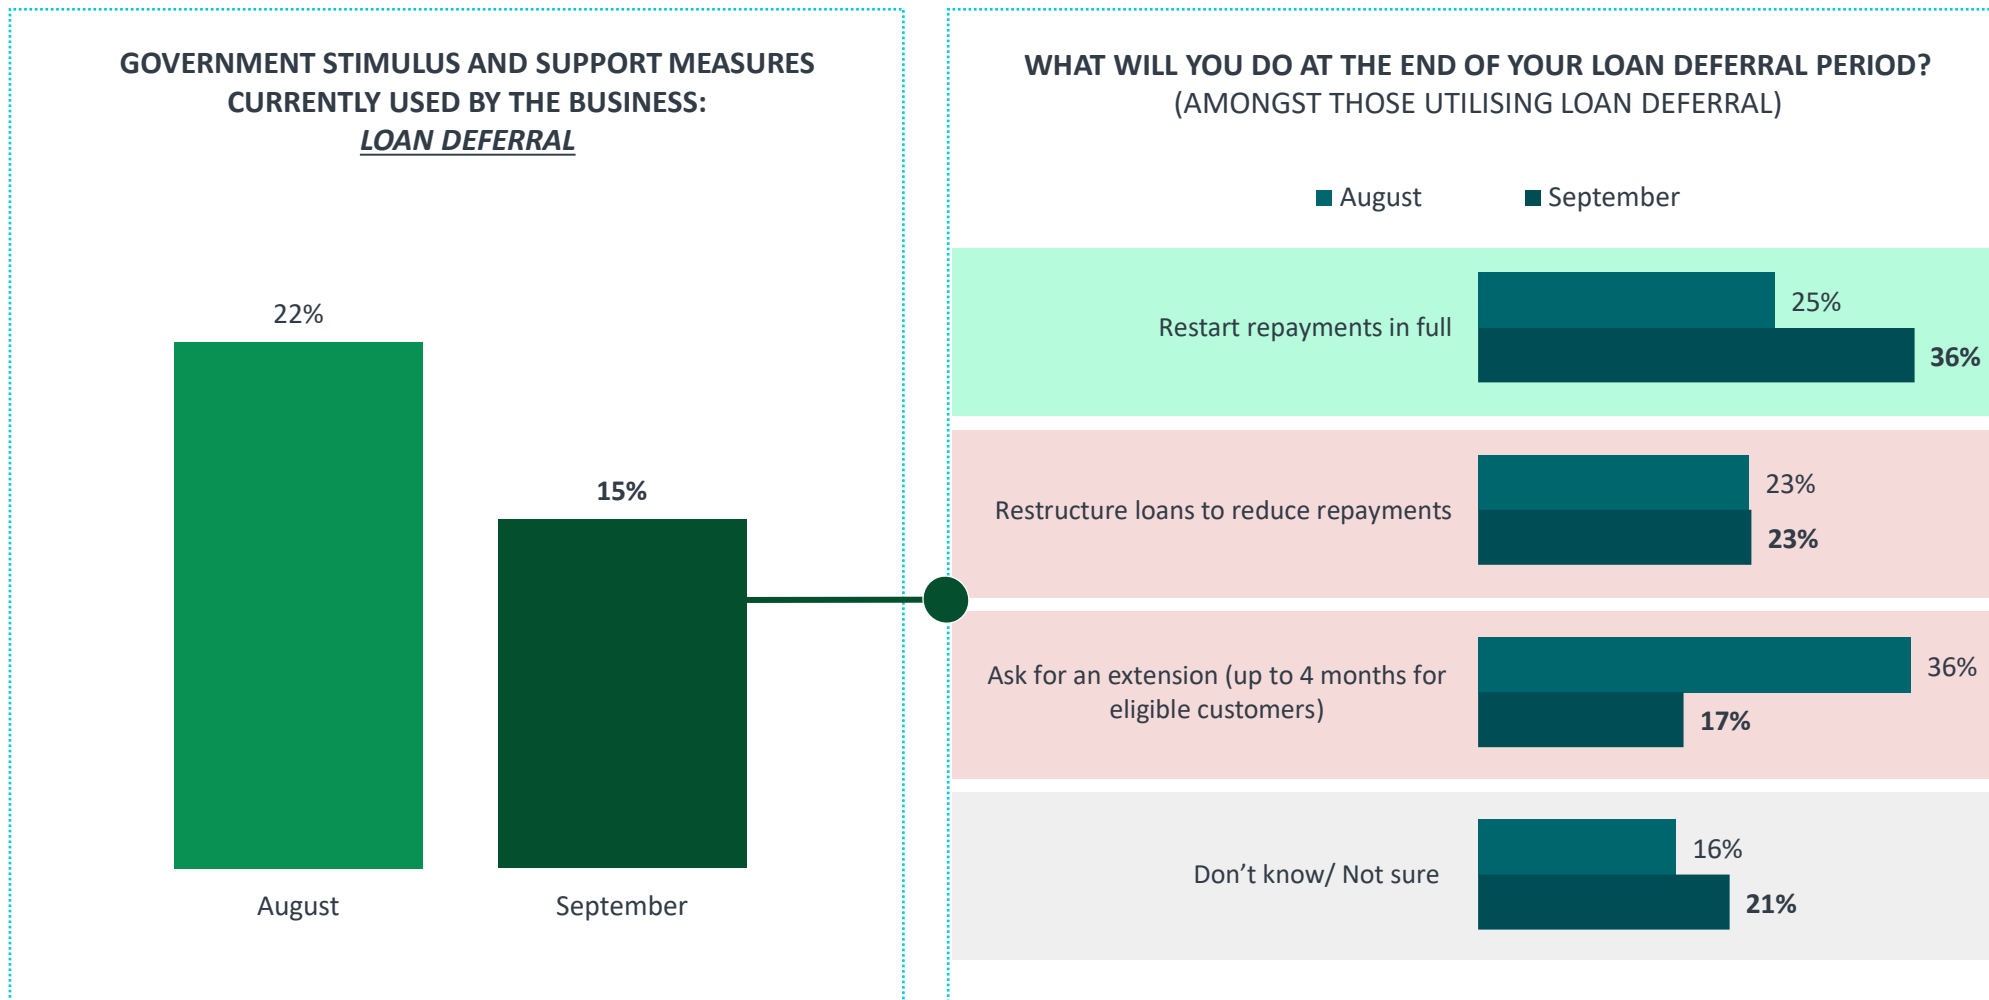 GOVERNMENT STIMULUS AND SUPPORT MEASURES
CURRENTLY USED BY THE BUSINESS:
LOAN DEFERRAL
22%
15%
August
September
WHAT WILL YOU DO AT THE END OF YOUR LOAN DEFERRAL PERIOD?
(AMONGST THOSE UTILISING LOAN DEFERRAL)
August
September
Restart repayments in full
25%
36%
Restructure loans to reduce repayments
23%
23%
Ask for an extension (up to 4 months for
eligible customers)
36%
17%
Don’t know/ Not sure
16%
21%